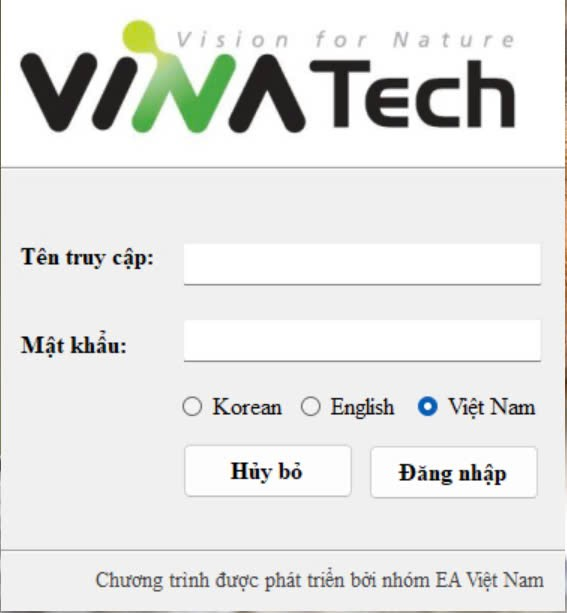 Vision for Nature
VINATech
Tên truy cập:
Mật khẩu:
Korean English Việt Nam
Hủy bỏ Đăng nhập
Chương trình được phát triển bởi nhóm EA Việt Nam